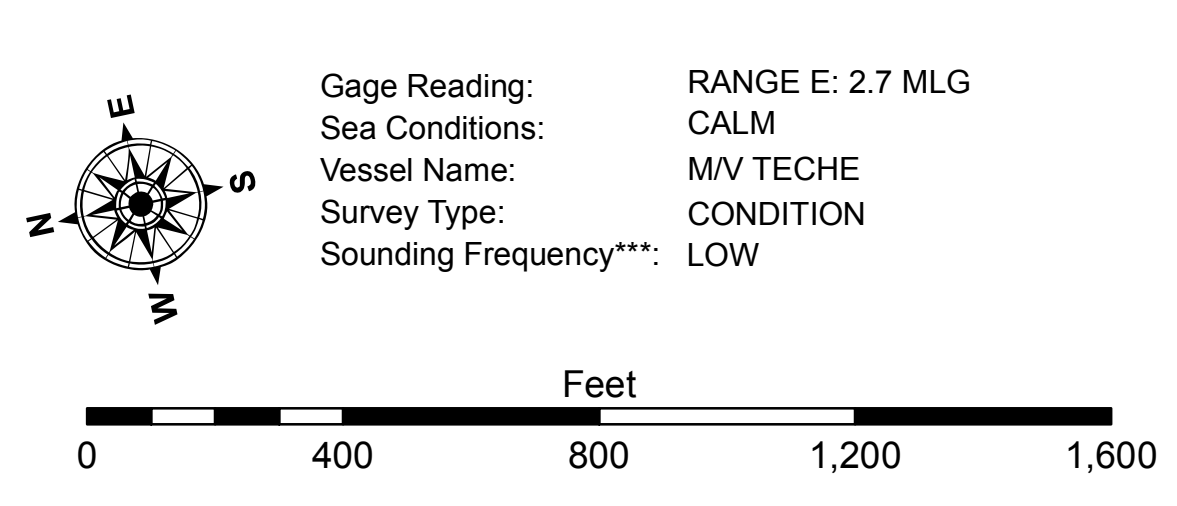 E
N
S
W
Gage Reading: RANGE E: 2.7 MLG
Sea Conditions: CALM
Vessel Name: M/V TECHE
Survey Type: CONDITION
Sounding Frequency***: LOW
Feet
0 400 800 1,200 1,600